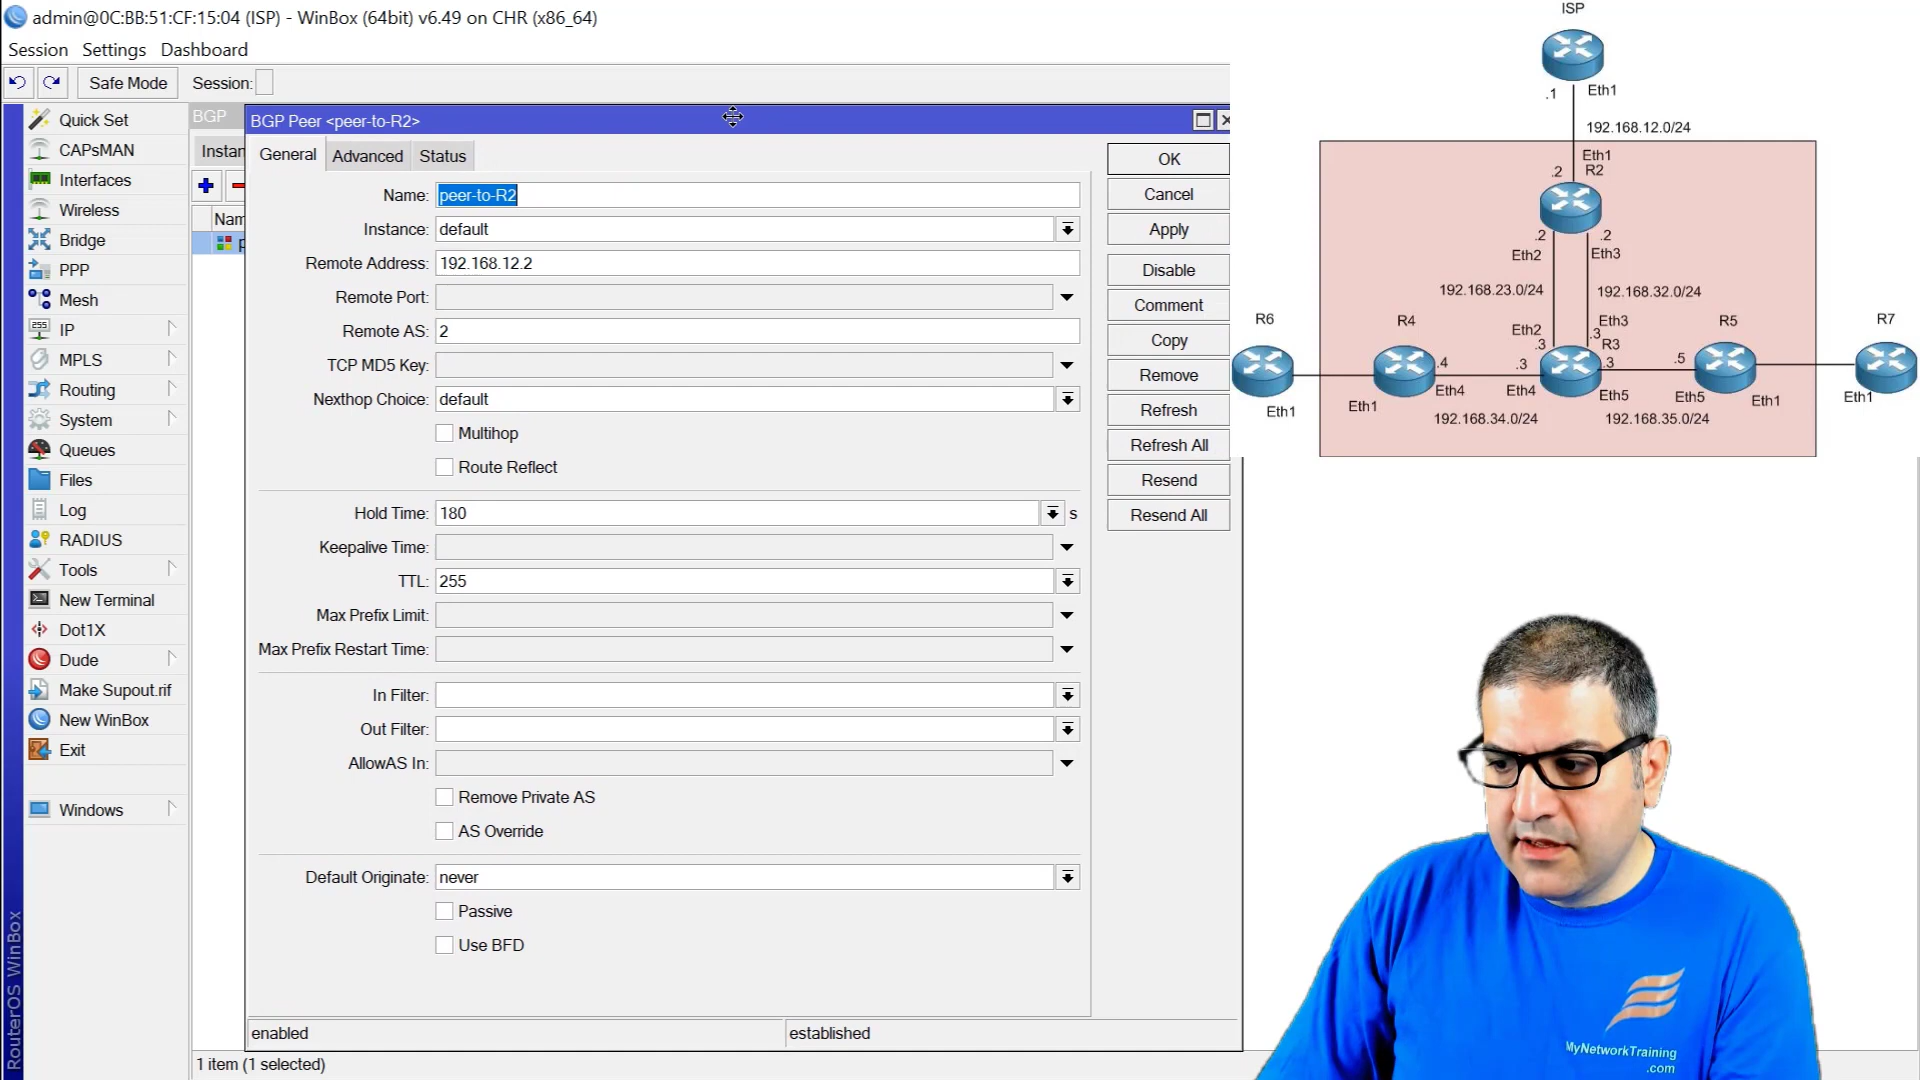 admin@0C:BB:51:CF:15:04 (ISP) - WinBox (64bit) v6.49 on CHR (x86_64)
Session Settings Dashboard
Safe Mode Session:
Quick Set
CAPsMAN
Interfaces
Wireless
Bridge
PPP
Mesh
IP
MPLS
Routing
System
Queues
Files
Log
RADIUS
Tools
New Terminal
Dot1X
Dude
Make Supout.rif
New WinBox
Exit
Windows
RouterOS WinBox
BGP
Instan
Nam
p
1 item (1 selected)
BGP Peer <peer-to-R2>
General Advanced Status
Name: peer-to-R2
Instance: default
Remote Address: 192.168.12.2
Remote Port:
Remote AS: 2
TCP MD5 Key:
Nexthop Choice: default
Multihop
Route Reflect
Hold Time: 180 s
Keepalive Time:
TTL: 255
Max Prefix Limit:
Max Prefix Restart Time:
In Filter:
Out Filter:
AllowAS In:
Remove Private AS
AS Override
Default Originate: never
Passive
Use BFD
enabled established
OK
Cancel
Apply
Disable
Comment
Copy
Remove
Refresh
Refresh All
Resend
Resend All
ISP
.1 Eth1
192.168.12.0/24
Eth1
.2 R2
.2 .2
Eth2 Eth3
192.168.23.0/24 192.168.32.0/24
R6 R4 Eth2 Eth3 R5 R7
.3 .3 R3
.4 .3 .3 .5
Eth1 Eth1 Eth4 Eth4 Eth5 Eth5 Eth1 Eth1
192.168.34.0/24 192.168.35.0/24
MyNetworkTraining
.com